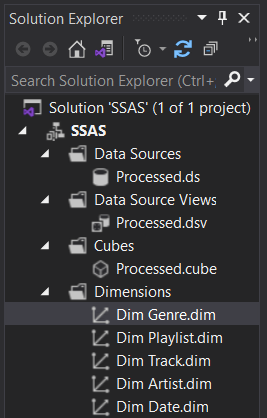 Solution Explorer
Search Solution Explorer (Ctrl+;
Solution 'SSAS' (1 of 1 project)
SSAS
Data Sources
Processed.ds
Data Source Views
Processed.dsv
Cubes
Processed.cube
Dimensions
Dim Genre.dim
Dim Playlist.dim
Dim Track.dim
Dim Artist.dim
Dim Date.dim